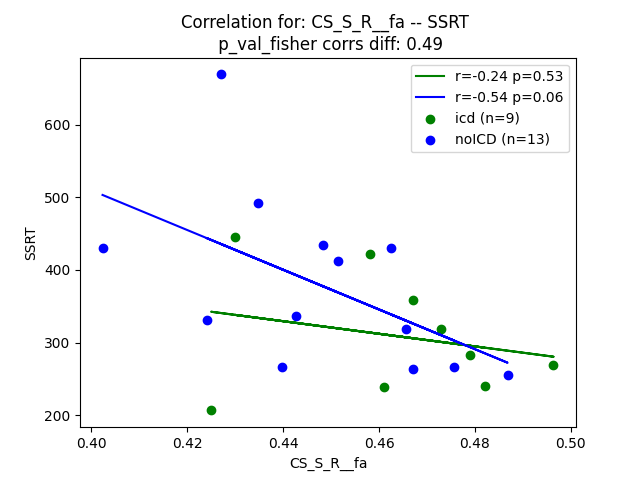 Correlation for: CS_S_R__fa -- SSRT
p_val_fisher corrs diff: 0.49
r=-0.24 p=0.53
r=-0.54 p=0.06
icd (n=9)
noICD (n=13)
600
500
400
300
200
SSRT
0.40 0.42 0.44 0.46 0.48 0.50
CS_S_R__fa